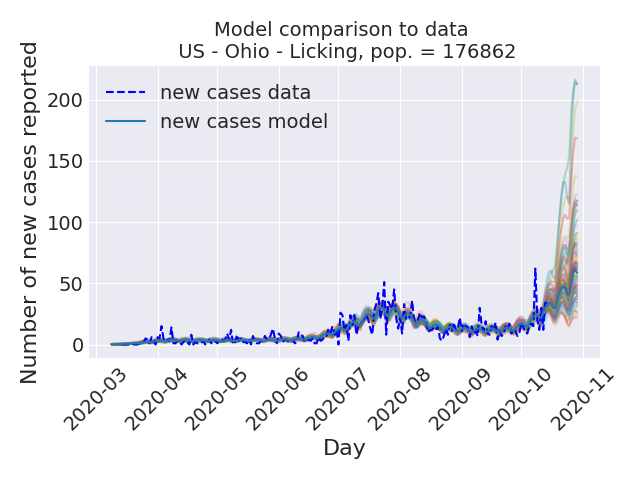 Model comparison to data
US - Ohio - Licking, pop. = 176862
Number of new cases reported
200
150
100
50
0
new cases data
new cases model
2020-03
2020-04
2020-05
2020-06
2020-07
2020-08
2020-09
2020-10
2020-11
Day